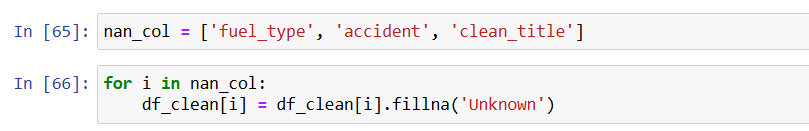 In [65]: nan_col = ['fuel_type', 'accident', 'clean_title']
In [66]: for i in nan_col:
    df_clean[i] = df_clean[i].fillna('Unknown')